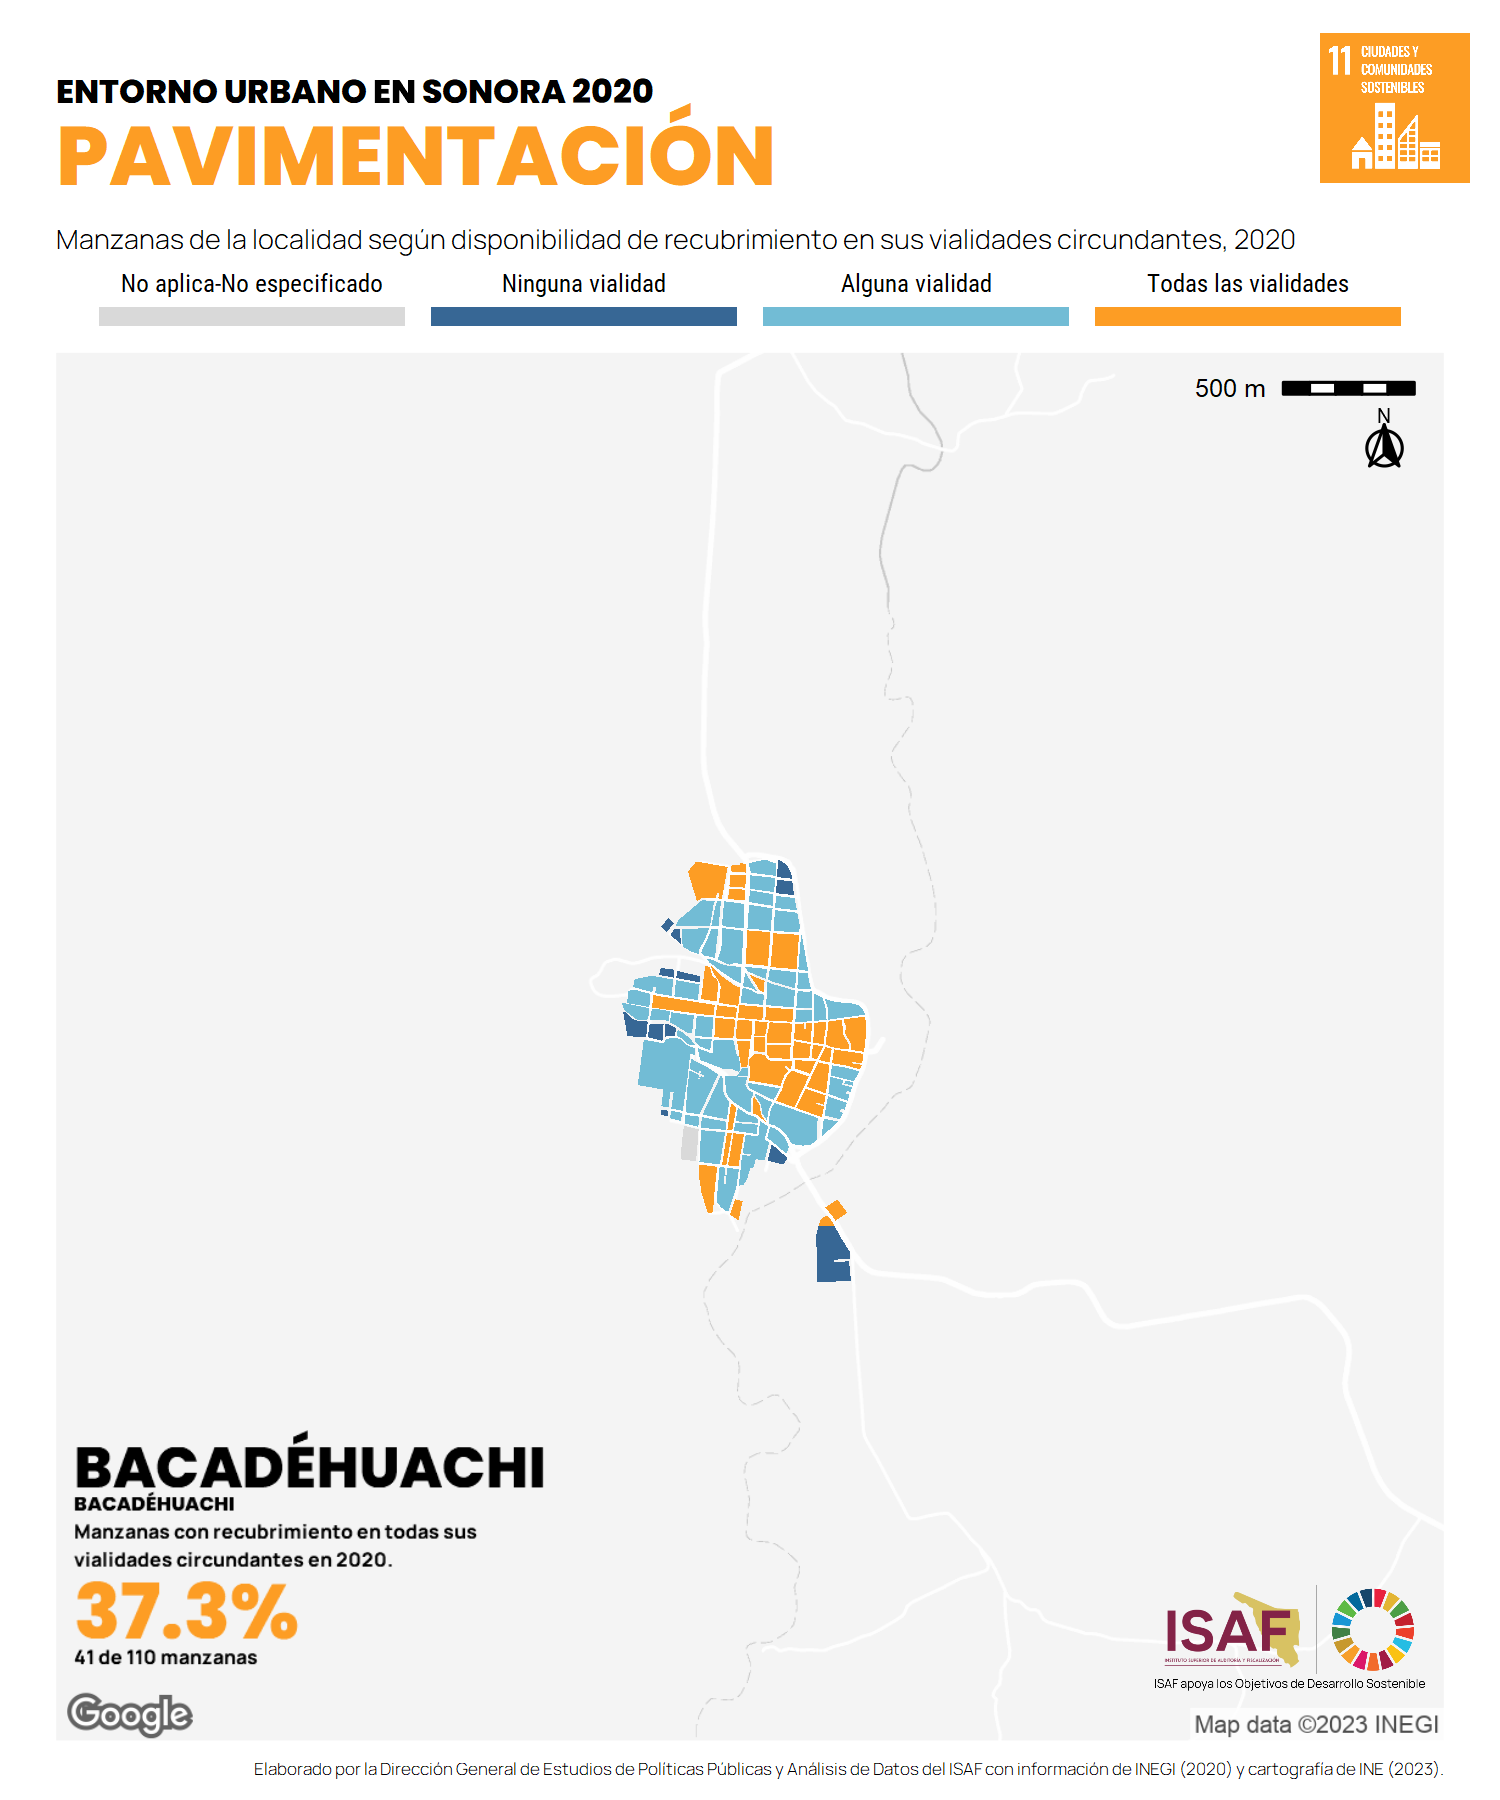 ENTORNO URBANO EN SONORA 2020
PAVIMENTACIÓN
11 CIUDADES Y
COMUNIDADES
SOSTENIBLES
Manzanas de la localidad según disponibilidad de recubrimiento en sus vialidades circundantes, 2020
No aplica-No especificado
Ninguna vialidad
Alguna vialidad
Todas las vialidades
500 m
N
BACADÉHUACHI
BACADÉHUACHI
Manzanas con recubrimiento en todas sus
vialidades circundantes en 2020.
37.3%
41 de 110 manzanas
Google
ISAF
INSTITUTO SUPERIOR DE AUDITORÍA Y FISCALIZACIÓN
ISAF apoya los Objetivos de Desarrollo Sostenible
Map data ©2023 INEGI
Elaborado por la Dirección General de Estudios de Políticas Públicas y Análisis de Datos del ISAF con información de INEGI (2020) y cartografía de INE (2023).